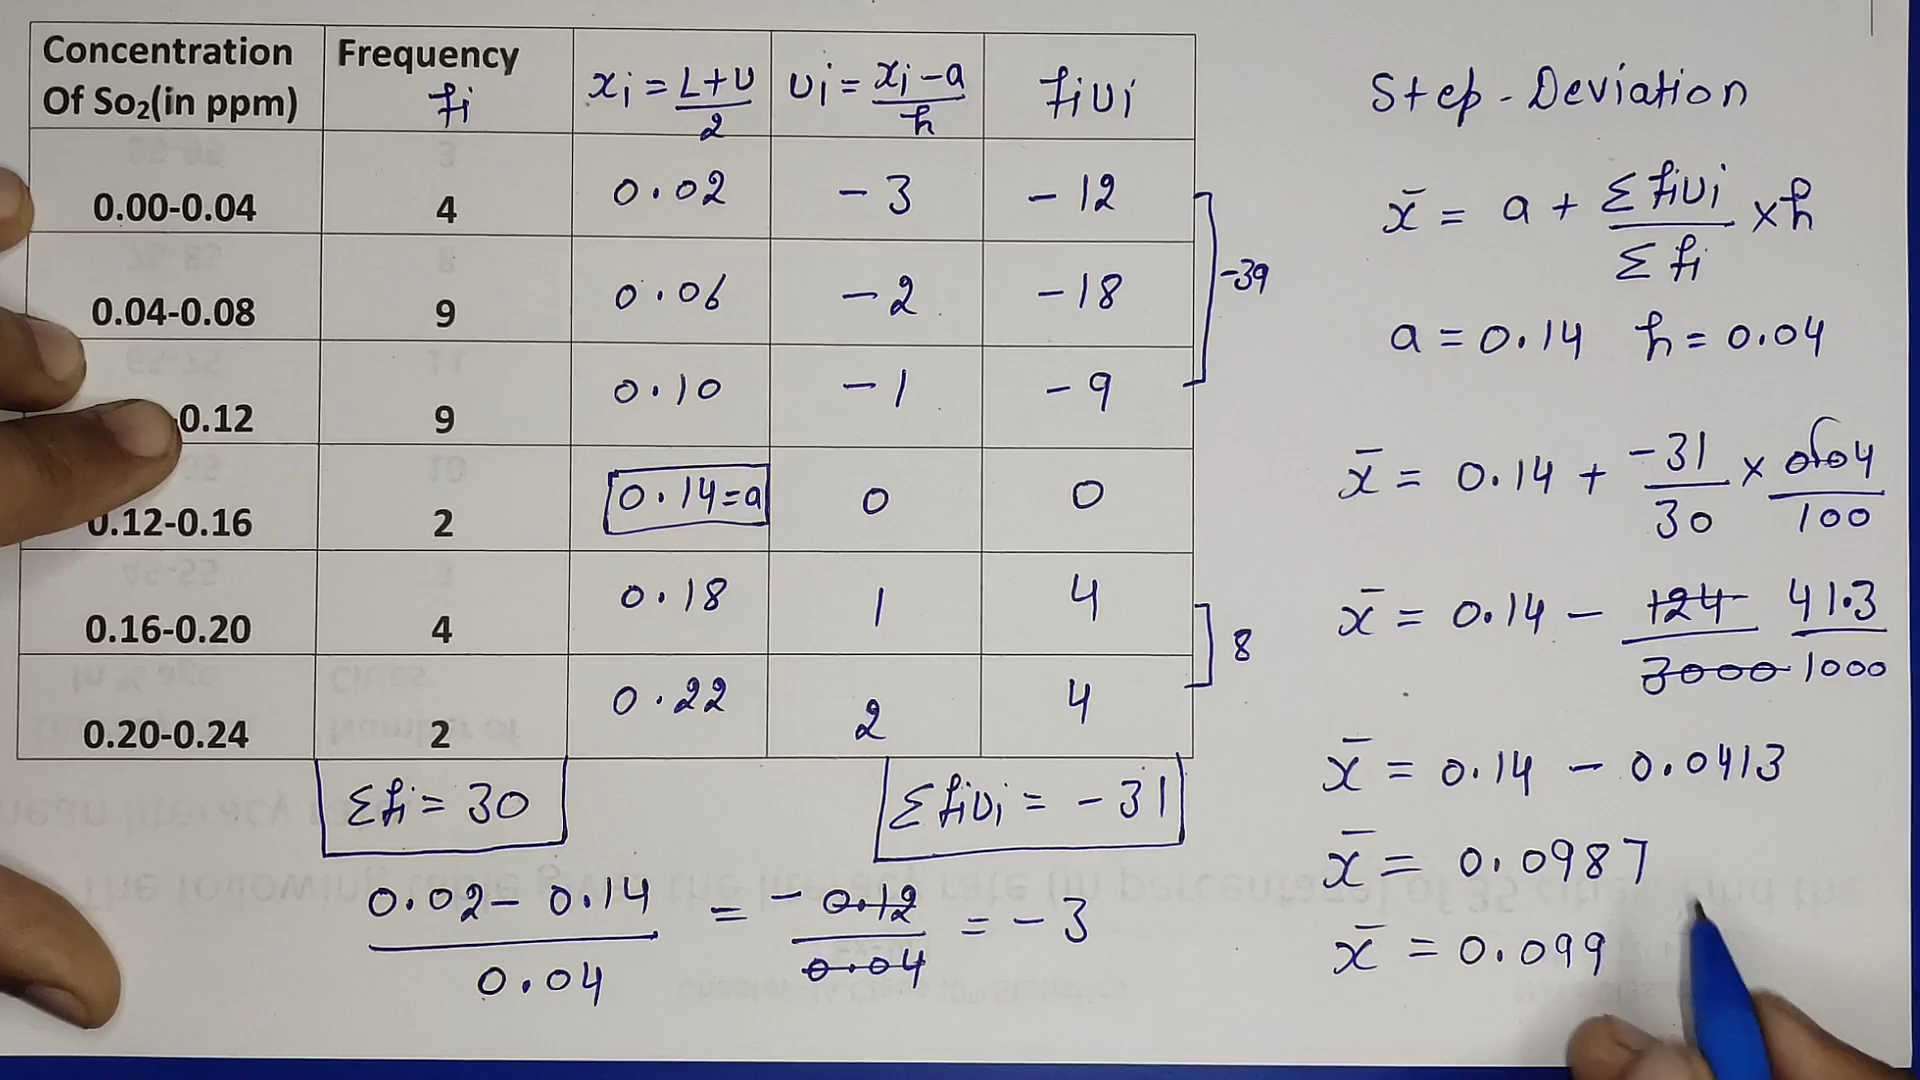 Concentration Of So₂(in ppm) | Frequency fi | xi = L+U/2 | ui = xi-a/h | fiui
0.00-0.04 | 4 | 0.02 | -3 | -12
0.04-0.08 | 9 | 0.06 | -2 | -18
0.12 | 9 | 0.10 | -1 | -9
0.12-0.16 | 2 | 0.14=a | 0 | 0
0.16-0.20 | 4 | 0.18 | 1 | 4
0.20-0.24 | 2 | 0.22 | 2 | 4
-39
8
Σfi = 30
Σfiui = -31
0.02-0.14/0.04 = -0.12/0.04 = -3
Step-Deviation
x̄ = a + Σfiui/Σfi ×h
a=0.14 h=0.04
x̄ = 0.14 + -31/30 × 0.04/100
x̄ = 0.14 - 124/3000 41.3/1000
x̄ = 0.14 - 0.0413
x̄ = 0.0987
x̄ = 0.099